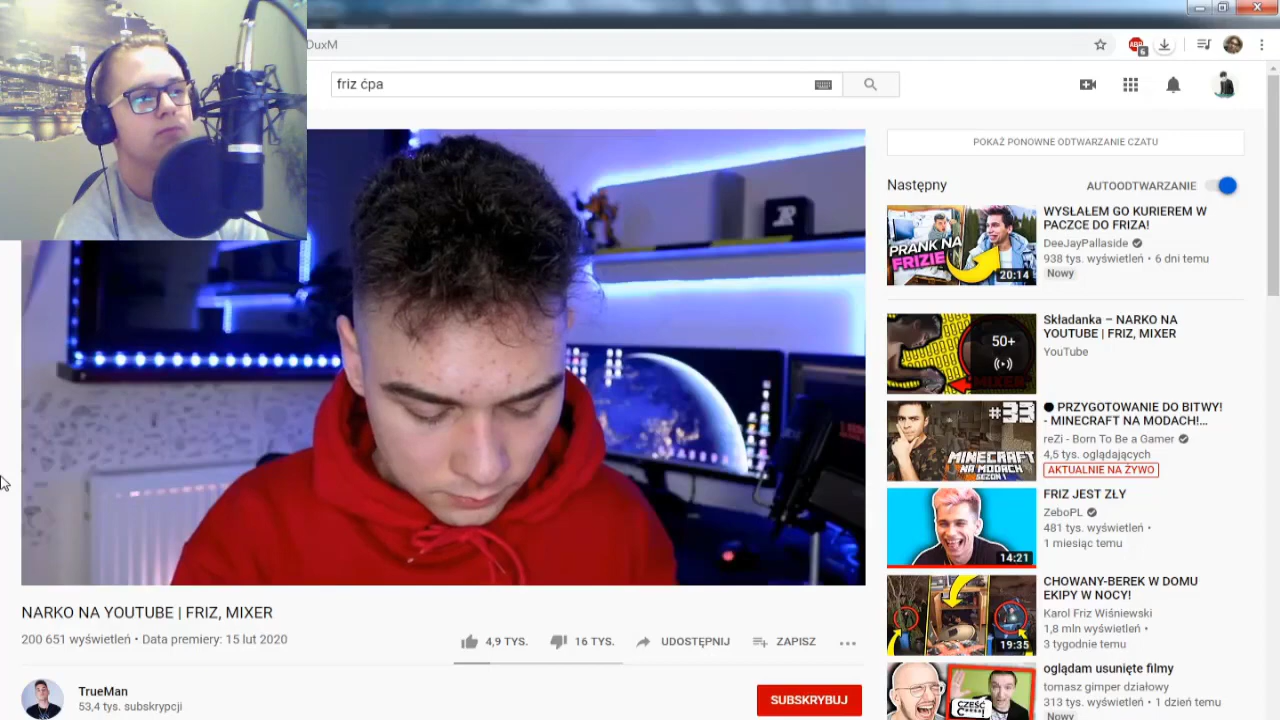 DuxM
ABP
6
friz ćpa
POKAŻ PONOWNE ODTWARZANIE CZATU
Następny
AUTOODTWARZANIE
PRANK NA
FRIZIE
20:14
WYSŁAŁEM GO KURIEREM W
PACZCE DO FRIZA!
DeeJayPallaside
938 tys. wyświetleń • 6 dni temu
Nowy
50+
MIXER
Składanka – NARKO NA
YOUTUBE | FRIZ, MIXER
YouTube
#33
MINECRAFT
NA MODACH
SEZON
PRZYGOTOWANIE DO BITWY!
- MINECRAFT NA MODACH!...
reZi - Born To Be a Gamer
4,5 tys. oglądających
AKTUALNIE NA ŻYWO
14:21
FRIZ JEST ZŁY
ZeboPL
481 tys. wyświetleń •
1 miesiąc temu
19:35
CHOWANY-BEREK W DOMU
EKIPY W NOCY!
Karol Friz Wiśniewski
1,8 mln wyświetleń •
3 tygodnie temu
CZEŚĆ
C****!
oglądam usunięte filmy
tomasz gimper działowy
313 tys. wyświetleń • 1 dzień temu
Nowy
NARKO NA YOUTUBE | FRIZ, MIXER
200 651 wyświetleń • Data premiery: 15 lut 2020
4,9 TYS.
16 TYS.
UDOSTĘPNIJ
ZAPISZ
TrueMan
53,4 tys. subskrypcji
SUBSKRYBUJ